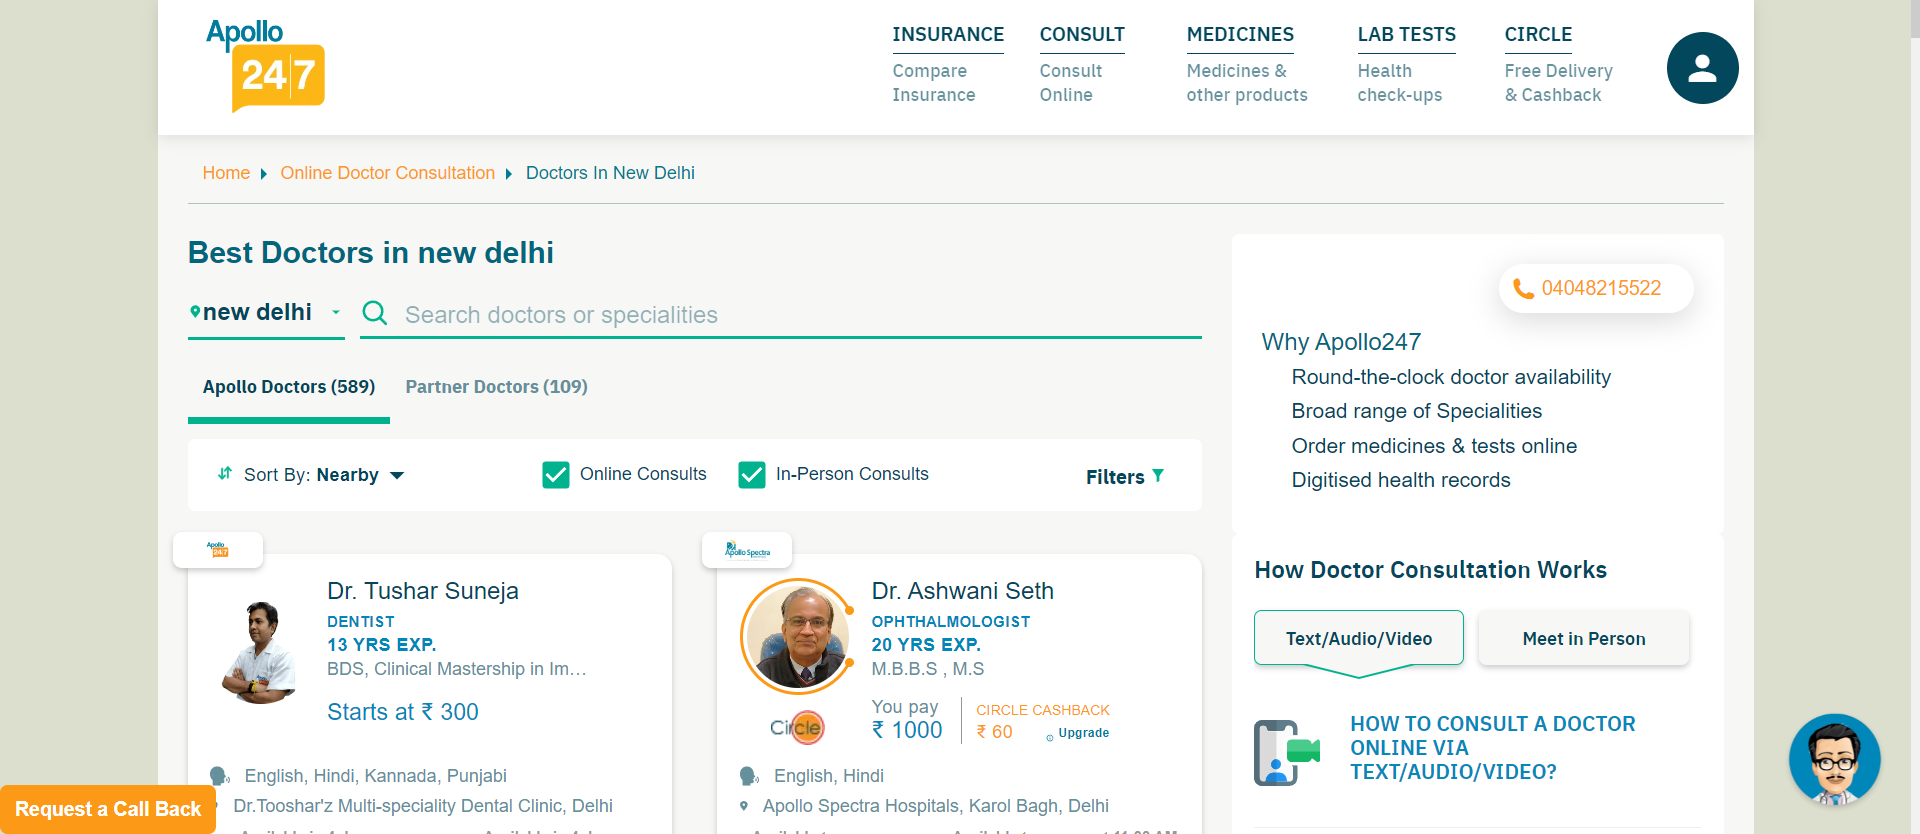 Apollo
24|7
INSURANCE
Compare
Insurance
CONSULT
Consult
Online
MEDICINES
Medicines &
other products
LAB TESTS
Health
check-ups
CIRCLE
Free Delivery
& Cashback
Home
Online Doctor Consultation
Doctors In New Delhi
Best Doctors in new delhi
new delhi
Search doctors or specialities
Apollo Doctors (589)
Partner Doctors (109)
Sort By: Nearby
Online Consults
In-Person Consults
Filters
Apollo
24|7
Dr. Tushar Suneja
DENTIST
13 YRS EXP.
BDS, Clinical Mastership in Im…
Starts at ₹ 300
English, Hindi, Kannada, Punjabi
Dr.Tooshar'z Multi-speciality Dental Clinic, Delhi
Apollo Spectra
Dr. Ashwani Seth
OPHTHALMOLOGIST
20 YRS EXP.
M.B.B.S , M.S
Circle
You pay
₹ 1000
CIRCLE CASHBACK
₹ 60
Upgrade
English, Hindi
Apollo Spectra Hospitals, Karol Bagh, Delhi
04048215522
Why Apollo247
Round-the-clock doctor availability
Broad range of Specialities
Order medicines & tests online
Digitised health records
How Doctor Consultation Works
Text/Audio/Video
Meet in Person
HOW TO CONSULT A DOCTOR
ONLINE VIA
TEXT/AUDIO/VIDEO?
Request a Call Back